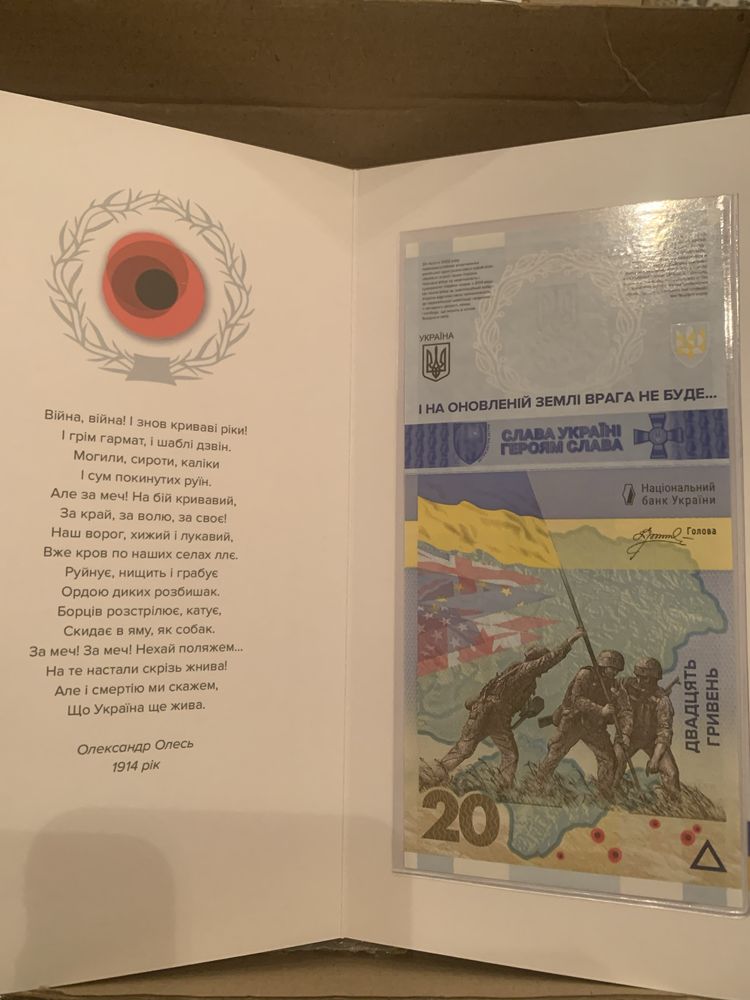 Війна, війна! І знов криваві ріки!
І грім гармат, і шаблі дзвін.
Могили, сироти, каліки
І сум покинутих руїн.
Але за меч! На бій кривавий,
За край, за волю, за своє!
Наш ворог, хижий і лукавий,
Вже кров по наших селах ллє.
Руйнує, нищить і грабує
Ордою диких розбишак.
Борців розстрілює, катує,
Скидає в яму, як собак.
За меч! За меч! Нехай поляжем...
На те настали скрізь жнива!
Але і смертію ми скажем,
Що Україна ще жива.
Олександр Олесь
1914 рік
УКРАЇНА
І НА ОНОВЛЕНІЙ ЗЕМЛІ ВРАГА НЕ БУДЕ...
СЛАВА УКРАЇНІ
ГЕРОЯМ СЛАВА
Національний
банк України
Голова
ДВАДЦЯТЬ
ГРИВЕНЬ
20